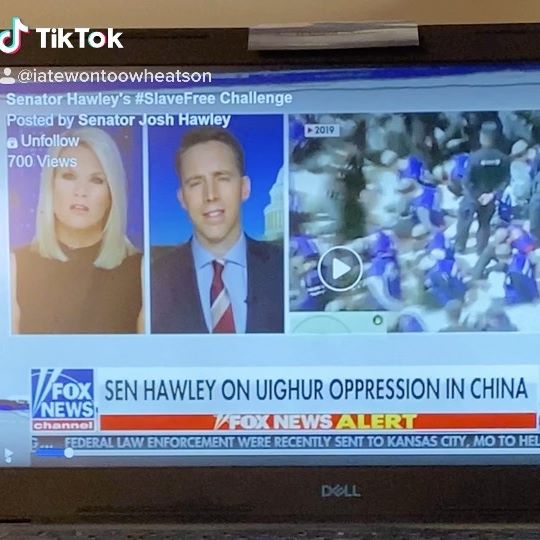 TikTok
@iatewontoowheatson
Senator Hawley's #SlaveFree Challenge
Posted by Senator Josh Hawley
Unfollow
700 Views
2019
FOX
NEWS
channel
SEN HAWLEY ON UIGHUR OPPRESSION IN CHINA
FOX NEWS ALERT
G... FEDERAL LAW ENFORCEMENT WERE RECENTLY SENT TO KANSAS CITY, MO TO HEL
DELL